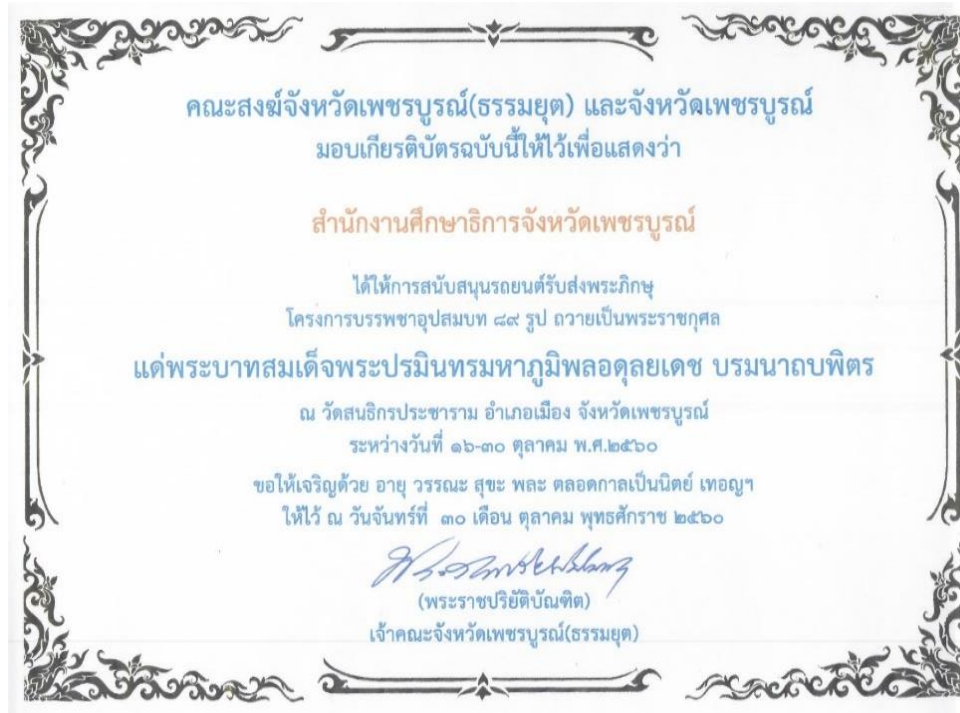 คณะสงฆ์จังหวัดเพชรบูรณ์(ธรรมยุต) และจังหวัดเพชรบูรณ์
มอบเกียรติบัตรฉบับนี้ให้ไว้เพื่อแสดงว่า
สำนักงานศึกษาธิการจังหวัดเพชรบูรณ์
ได้ให้การสนับสนุนรถยนต์รับส่งพระภิกษุ
โครงการบรรพชาอุปสมบท ๘๙ รูป ถวายเป็นพระราชกุศล
แด่พระบาทสมเด็จพระปรมินทรมหาภูมิพลอดุลยเดช บรมนาถบพิตร
ณ วัดสนธิกรประชาราม อำเภอเมือง จังหวัดเพชรบูรณ์
ระหว่างวันที่ ๑๖-๓๐ ตุลาคม พ.ศ.๒๕๖๐
ขอให้เจริญด้วย อายุ วรรณะ สุขะ พละ ตลอดกาลเป็นนิตย์ เทอญฯ
ให้ไว้ ณ วันจันทร์ที่ ๓๐ เดือน ตุลาคม พุทธศักราช ๒๕๖๐
(พระราชปริยัติบัณฑิต)
เจ้าคณะจังหวัดเพชรบูรณ์(ธรรมยุต)